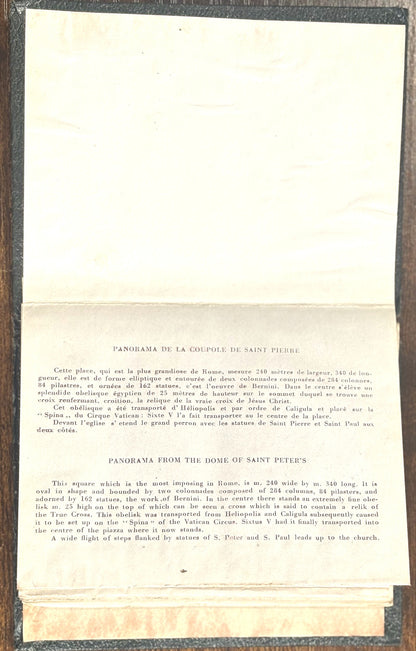 PANORAMA DE LA COUPOLE DE SAINT PIERRE
Cette place, qui est la plus grandiose de Rome, mesure 240 mètres de largeur, 340 de lon-
gueur, elle est de forme elliptique et entourée de deux colonnades composées de 284 colonnes,
84 pilastres, et ornées de 162 statues, c'est l'oeuvre de Bernini. Dans le centre s'élève un
splendide obelisque égyptien de 25 mètres de hauteur sur le sommet duquel se trouve une
croix renfermant, croition, la relique de la vraie croix de Jésus Christ.
Cet obélisque a été transporté d'Héliopolis et par ordre de Caligula et placé sur la
"Spina,, du Cirque Vatican: Sixte V l'a fait transporter au le centre de la place.
Devant l'eglise s'etend le grand perron avec les statues de Saint Pierre et Saint Paul aux
deux côtés.
PANORAMA FROM THE DOME OF SAINT PETER'S
This square which is the most imposing in Rome, is m. 240 wide by m. 340 long. It is
oval in shape and bounded by two colonnades composed of 264 columns, 84 pilasters, and
adorned by 162 statues, the work of Bernini. In the centre there stands an extremely fine obe-
lisk m. 25 high on the top of which can be seen a cross which is said to contain a relik of
the True Cross. This obelisk was transported from Heliopolis and Caligula subsequently caused
it to be set up on the "Spina" of the Vatican Circus. Sixtus V had it finally transported into
the centre of the piazza where it now stands.
A wide flight of steps flanked by statues of S. Peter and S. Paul leads up to the church.